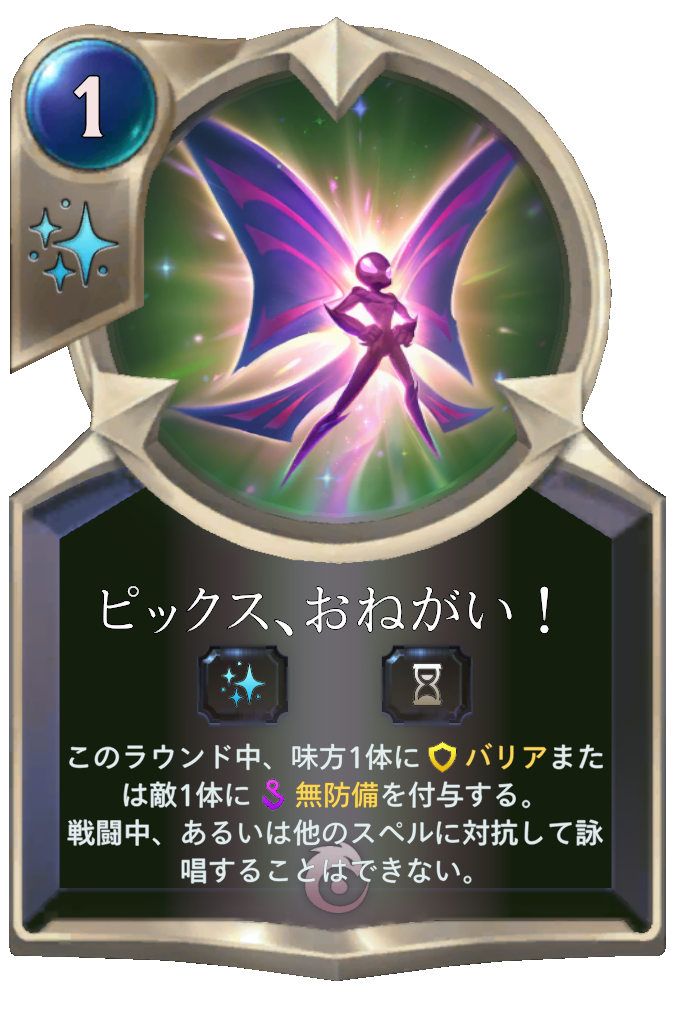 1
ピックス、おねがい！
このラウンド中、味方1体に バリアまた
は敵1体に 無防備を付与する。
戦闘中、あるいは他のスペルに対抗して詠
唱することはできない。